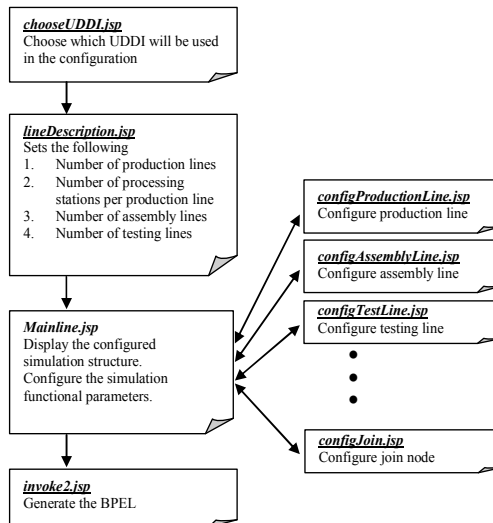 chooseUDDI.jsp
Choose which UDDI will be used
in the configuration
lineDescription.jsp
Sets the following
1. Number of production lines
2. Number of processing
stations per production line
3. Number of assembly lines
4. Number of testing lines
Mainline.jsp
Display the configured
simulation structure.
Configure the simulation
functional parameters.
invoke2.jsp
Generate the BPEL
configProductionLine.jsp
Configure production line
configAssemblyLine.jsp
Configure assembly line
configTestLine.jsp
Configure testing line
configJoin.jsp
Configure join node